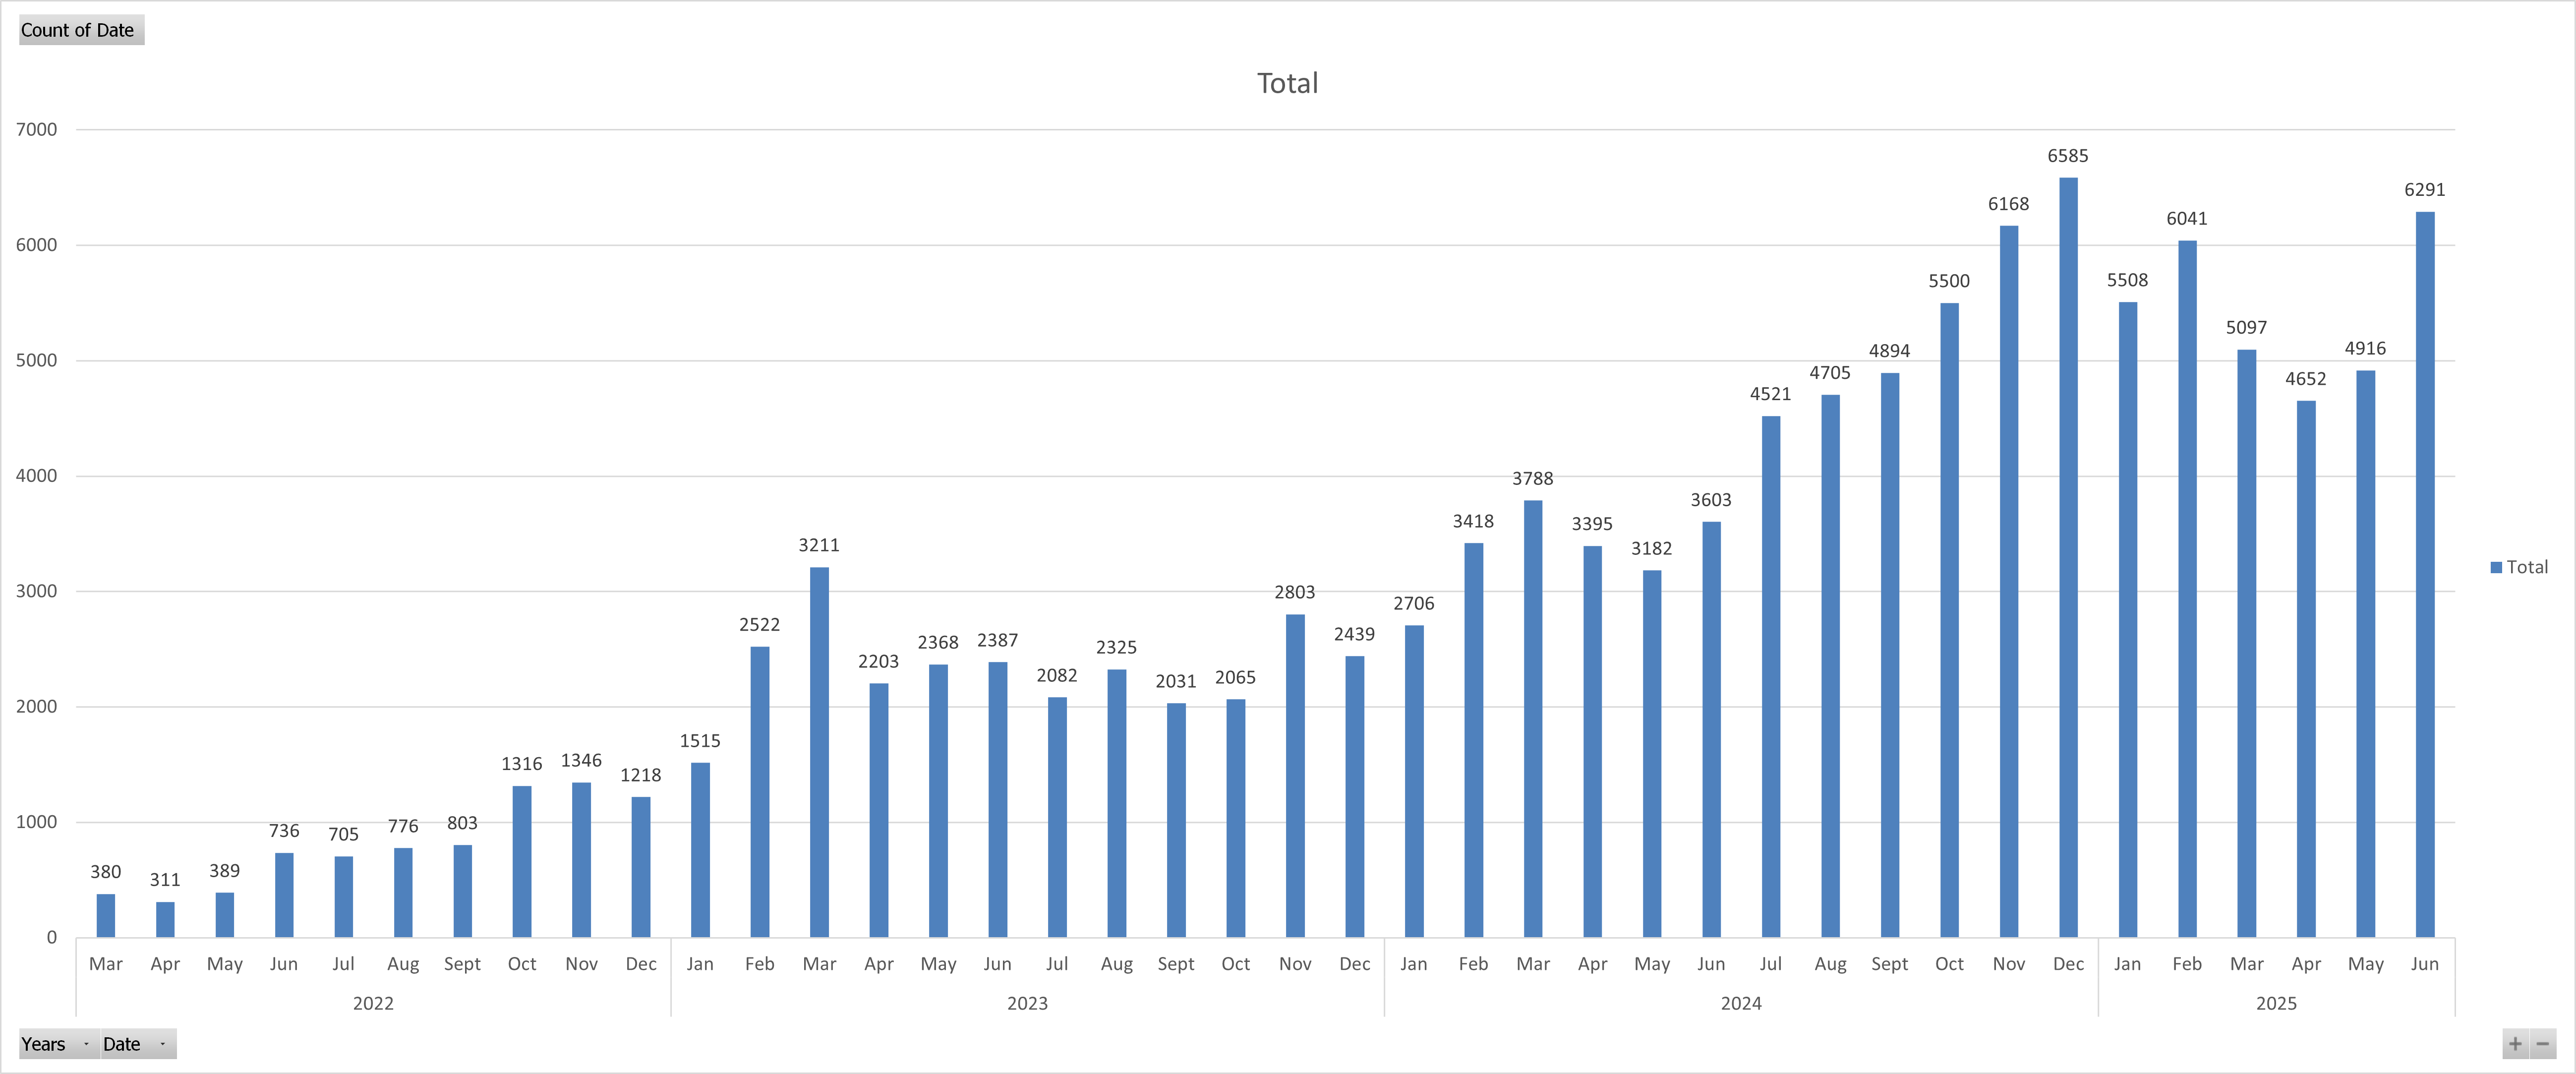 Count of Date
Total
7000
6000
5000
4000
3000
2000
1000
0
380 311 389 736 705 776 803 1316 1346 1218 1515 2522 3211 2203 2368 2387 2082 2325 2031 2065 2803 2439 2706 3418 3788 3395 3182 3603 4521 4705 4894 5500 6168 6585 5508 6041 5097 4652 4916 6291
Total
Mar Apr May Jun Jul Aug Sept Oct Nov Dec Jan Feb Mar Apr May Jun Jul Aug Sept Oct Nov Dec Jan Feb Mar Apr May Jun Jul Aug Sept Oct Nov Dec Jan Feb Mar Apr May Jun
2022 2023 2024 2025
Years Date + −